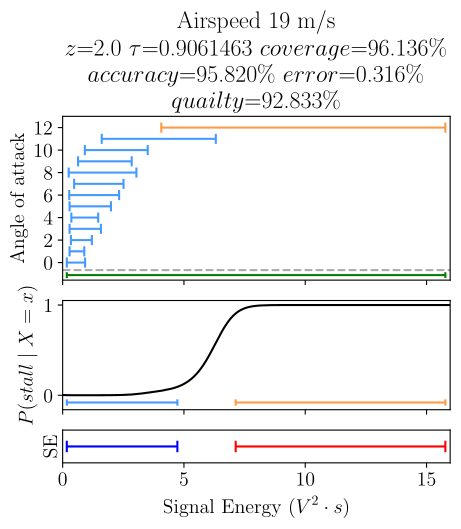 Airspeed 19 m/s
z=2.0 τ=0.9061463 coverage=96.136%
accuracy=95.820% error=0.316%
quailty=92.833%
Angle of attack
12
10
8
6
4
2
0
P(stall | X = x)
1
0
SE
0 5 10 15
Signal Energy (V² · s)